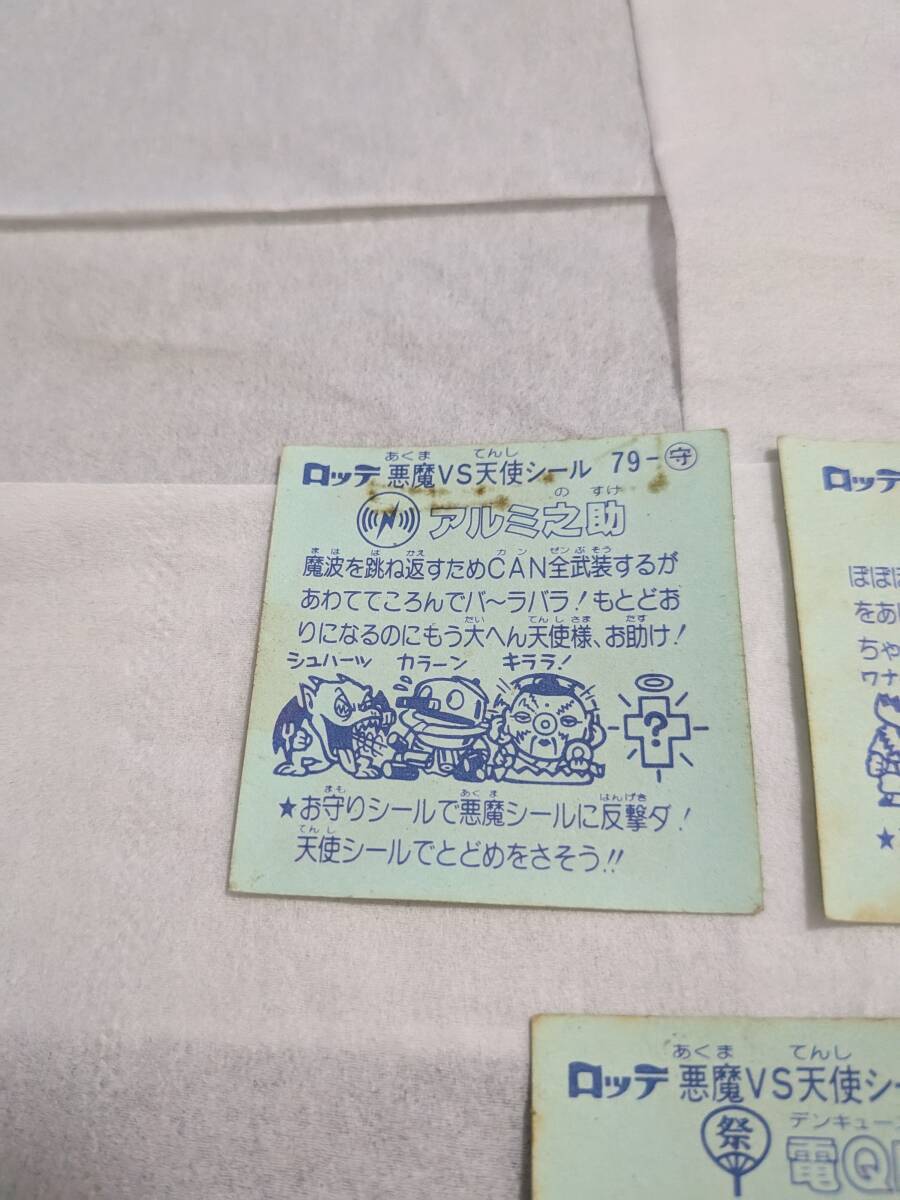 あくま てんし
ロッテ 悪魔VS天使シール 79-守
の すけ
アルミ之助
まは は かえ カン ぜんぶそう
魔波を跳ね返すためCAN全武装するが
あわててころんでバ〜ラバラ!もとどお
だい てんしさま たす
りになるのにもう大へん天使様、お助け!
シュハーッ カラーン キララ!
?
まも あくま はんげき
★お守りシールで悪魔シールに反撃ダ!
てんし
天使シールでとどめをさそう!!
ロッテ
ぽぽぽ
をあ
ちゃ
ワナ
★
あくま てんし
ロッテ 悪魔VS天使シ
デンキュー
祭 電Q